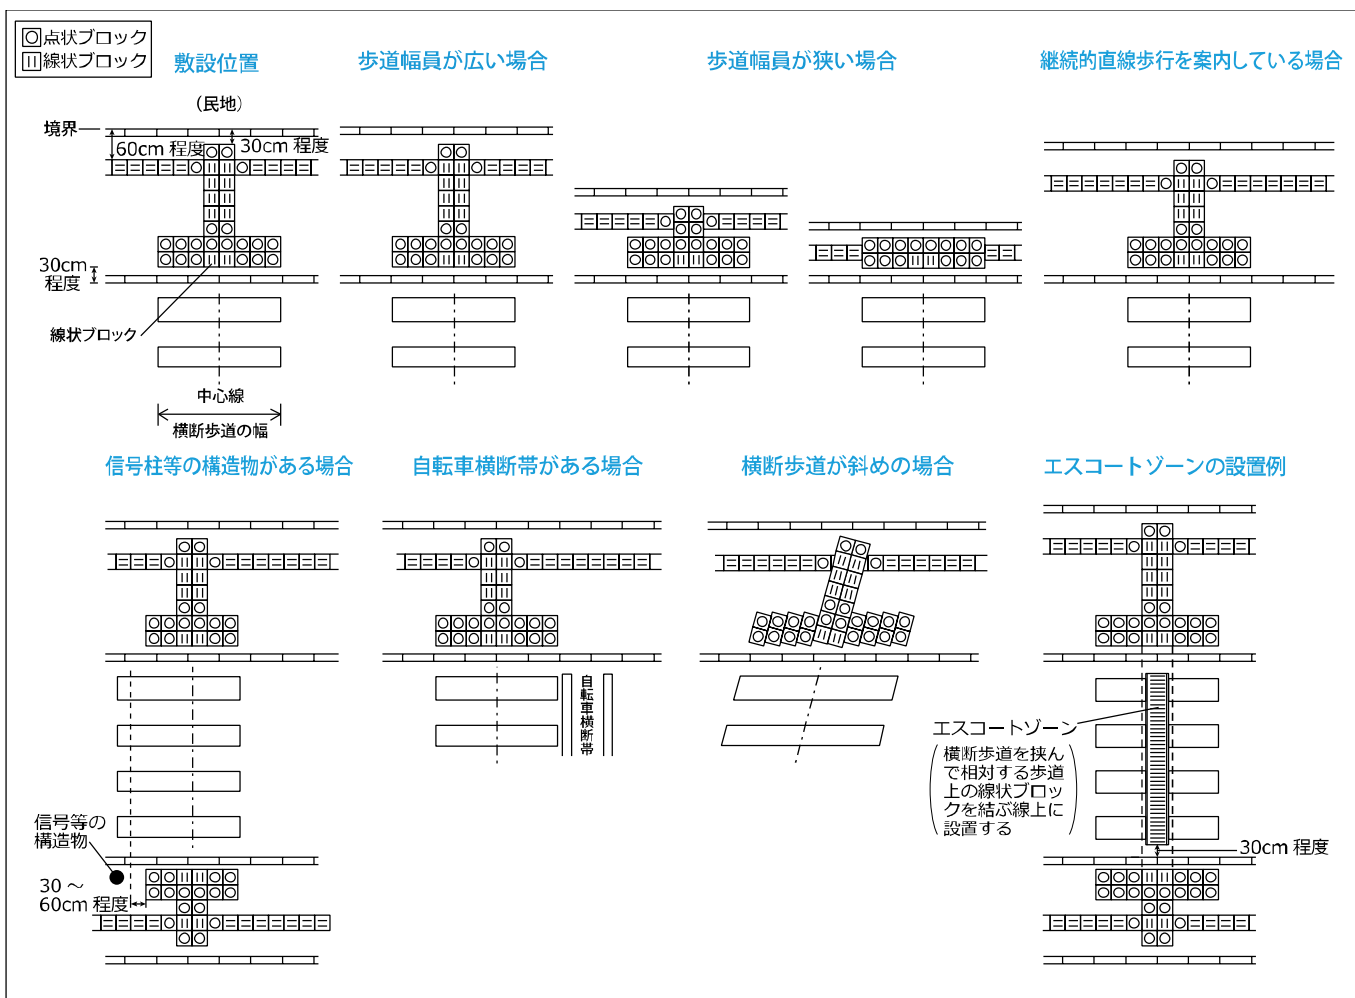 点状ブロック
線状ブロック
敷設位置
歩道幅員が広い場合
歩道幅員が狭い場合
継続的直線歩行を案内している場合
(民地)
境界
60cm 程度
30cm 程度
30cm
程度
線状ブロック
中心線
横断歩道の幅
信号柱等の構造物がある場合
自転車横断帯がある場合
横断歩道が斜めの場合
エスコートゾーンの設置例
自転車横断帯
エスコートゾーン
(横断歩道を挟ん
で相対する歩道
上の線状ブロッ
クを結ぶ線上に
設置する)
信号等の
構造物
30～
60cm 程度
30cm 程度